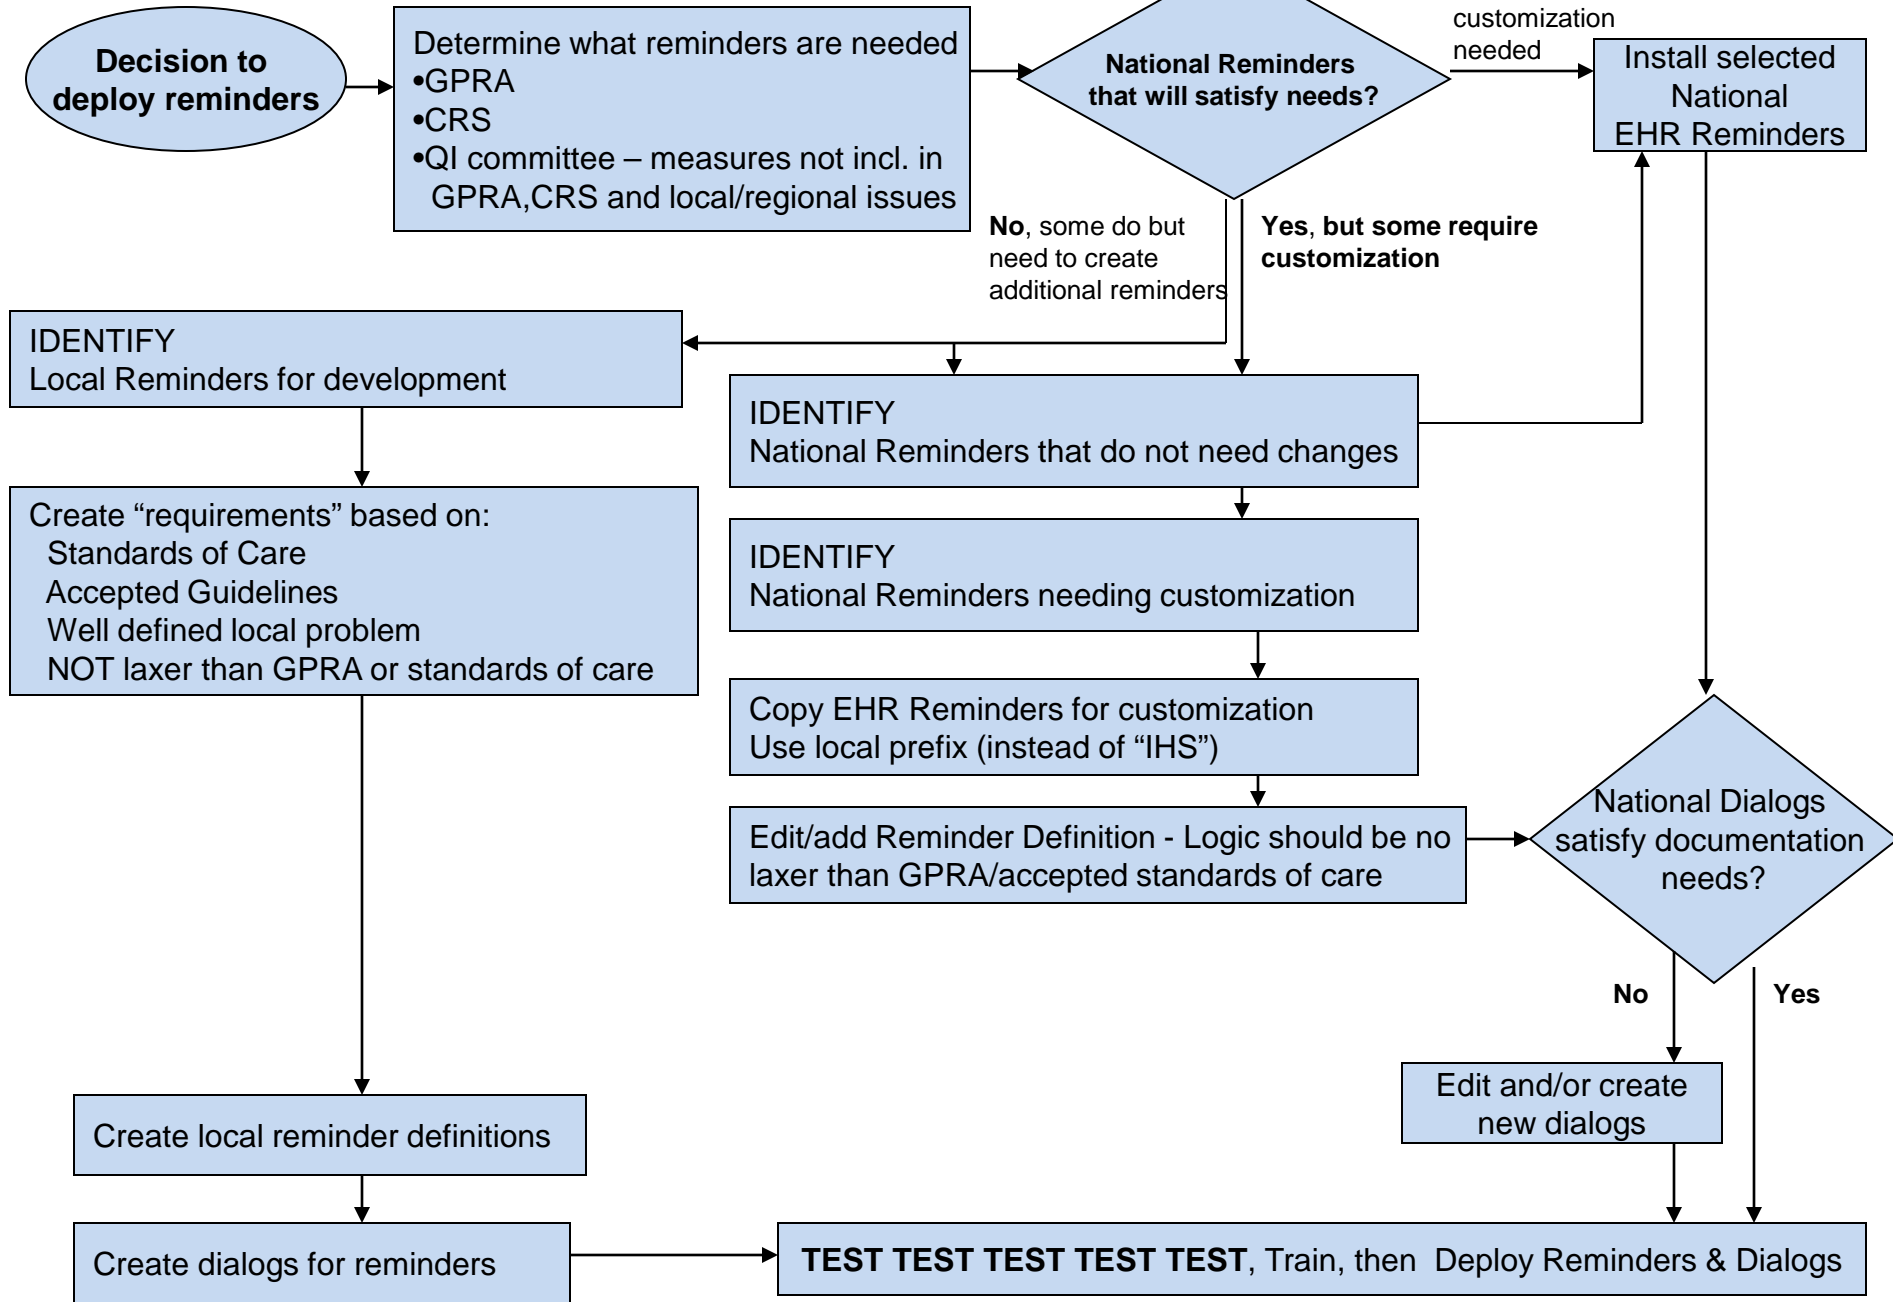 Decision to
deploy reminders
Determine what reminders are needed
•GPRA
•CRS
•QI committee – measures not incl. in
GPRA,CRS and local/regional issues
National Reminders
that will satisfy needs?
customization
needed
Install selected
National
EHR Reminders
No, some do but
need to create
additional reminders
Yes, but some require
customization
IDENTIFY
Local Reminders for development
IDENTIFY
National Reminders that do not need changes
Create “requirements” based on:
Standards of Care
Accepted Guidelines
Well defined local problem
NOT laxer than GPRA or standards of care
IDENTIFY
National Reminders needing customization
Copy EHR Reminders for customization
Use local prefix (instead of “IHS”)
Edit/add Reminder Definition - Logic should be no
laxer than GPRA/accepted standards of care
National Dialogs
satisfy documentation
needs?
No
Yes
Edit and/or create
new dialogs
Create local reminder definitions
Create dialogs for reminders
TEST TEST TEST TEST TEST, Train, then  Deploy Reminders & Dialogs